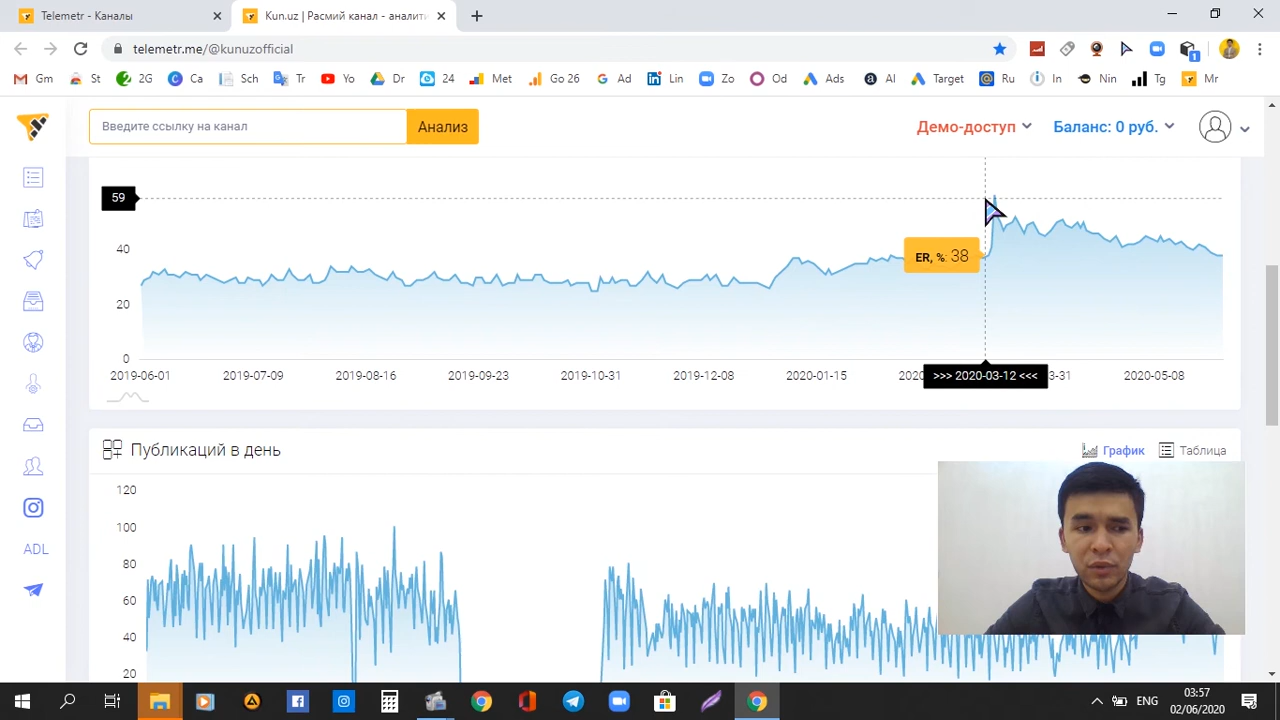 Telemetr - Каналы
Kun.uz | Расмий канал - аналити
telemetr.me/@kunuzofficial
1
Gm St 2G Ca Sch Tr Yo Dr 24 Met Go 26 Ad Lin Zo Od Ads AI Target Ru In Nin Tg Mr
Введите ссылку на канал
Анализ
Демо-доступ
Баланс: 0 руб.
59
40
20
0
ER, %: 38
2019-06-01 2019-07-09 2019-08-16 2019-09-23 2019-10-31 2019-12-08 2020-01-15 >>> 2020-03-12 <<< 2020-05-08
Публикаций в день
График
Таблица
120
100
80
60
40
20
ADL
ENG
03:57
02/06/2020